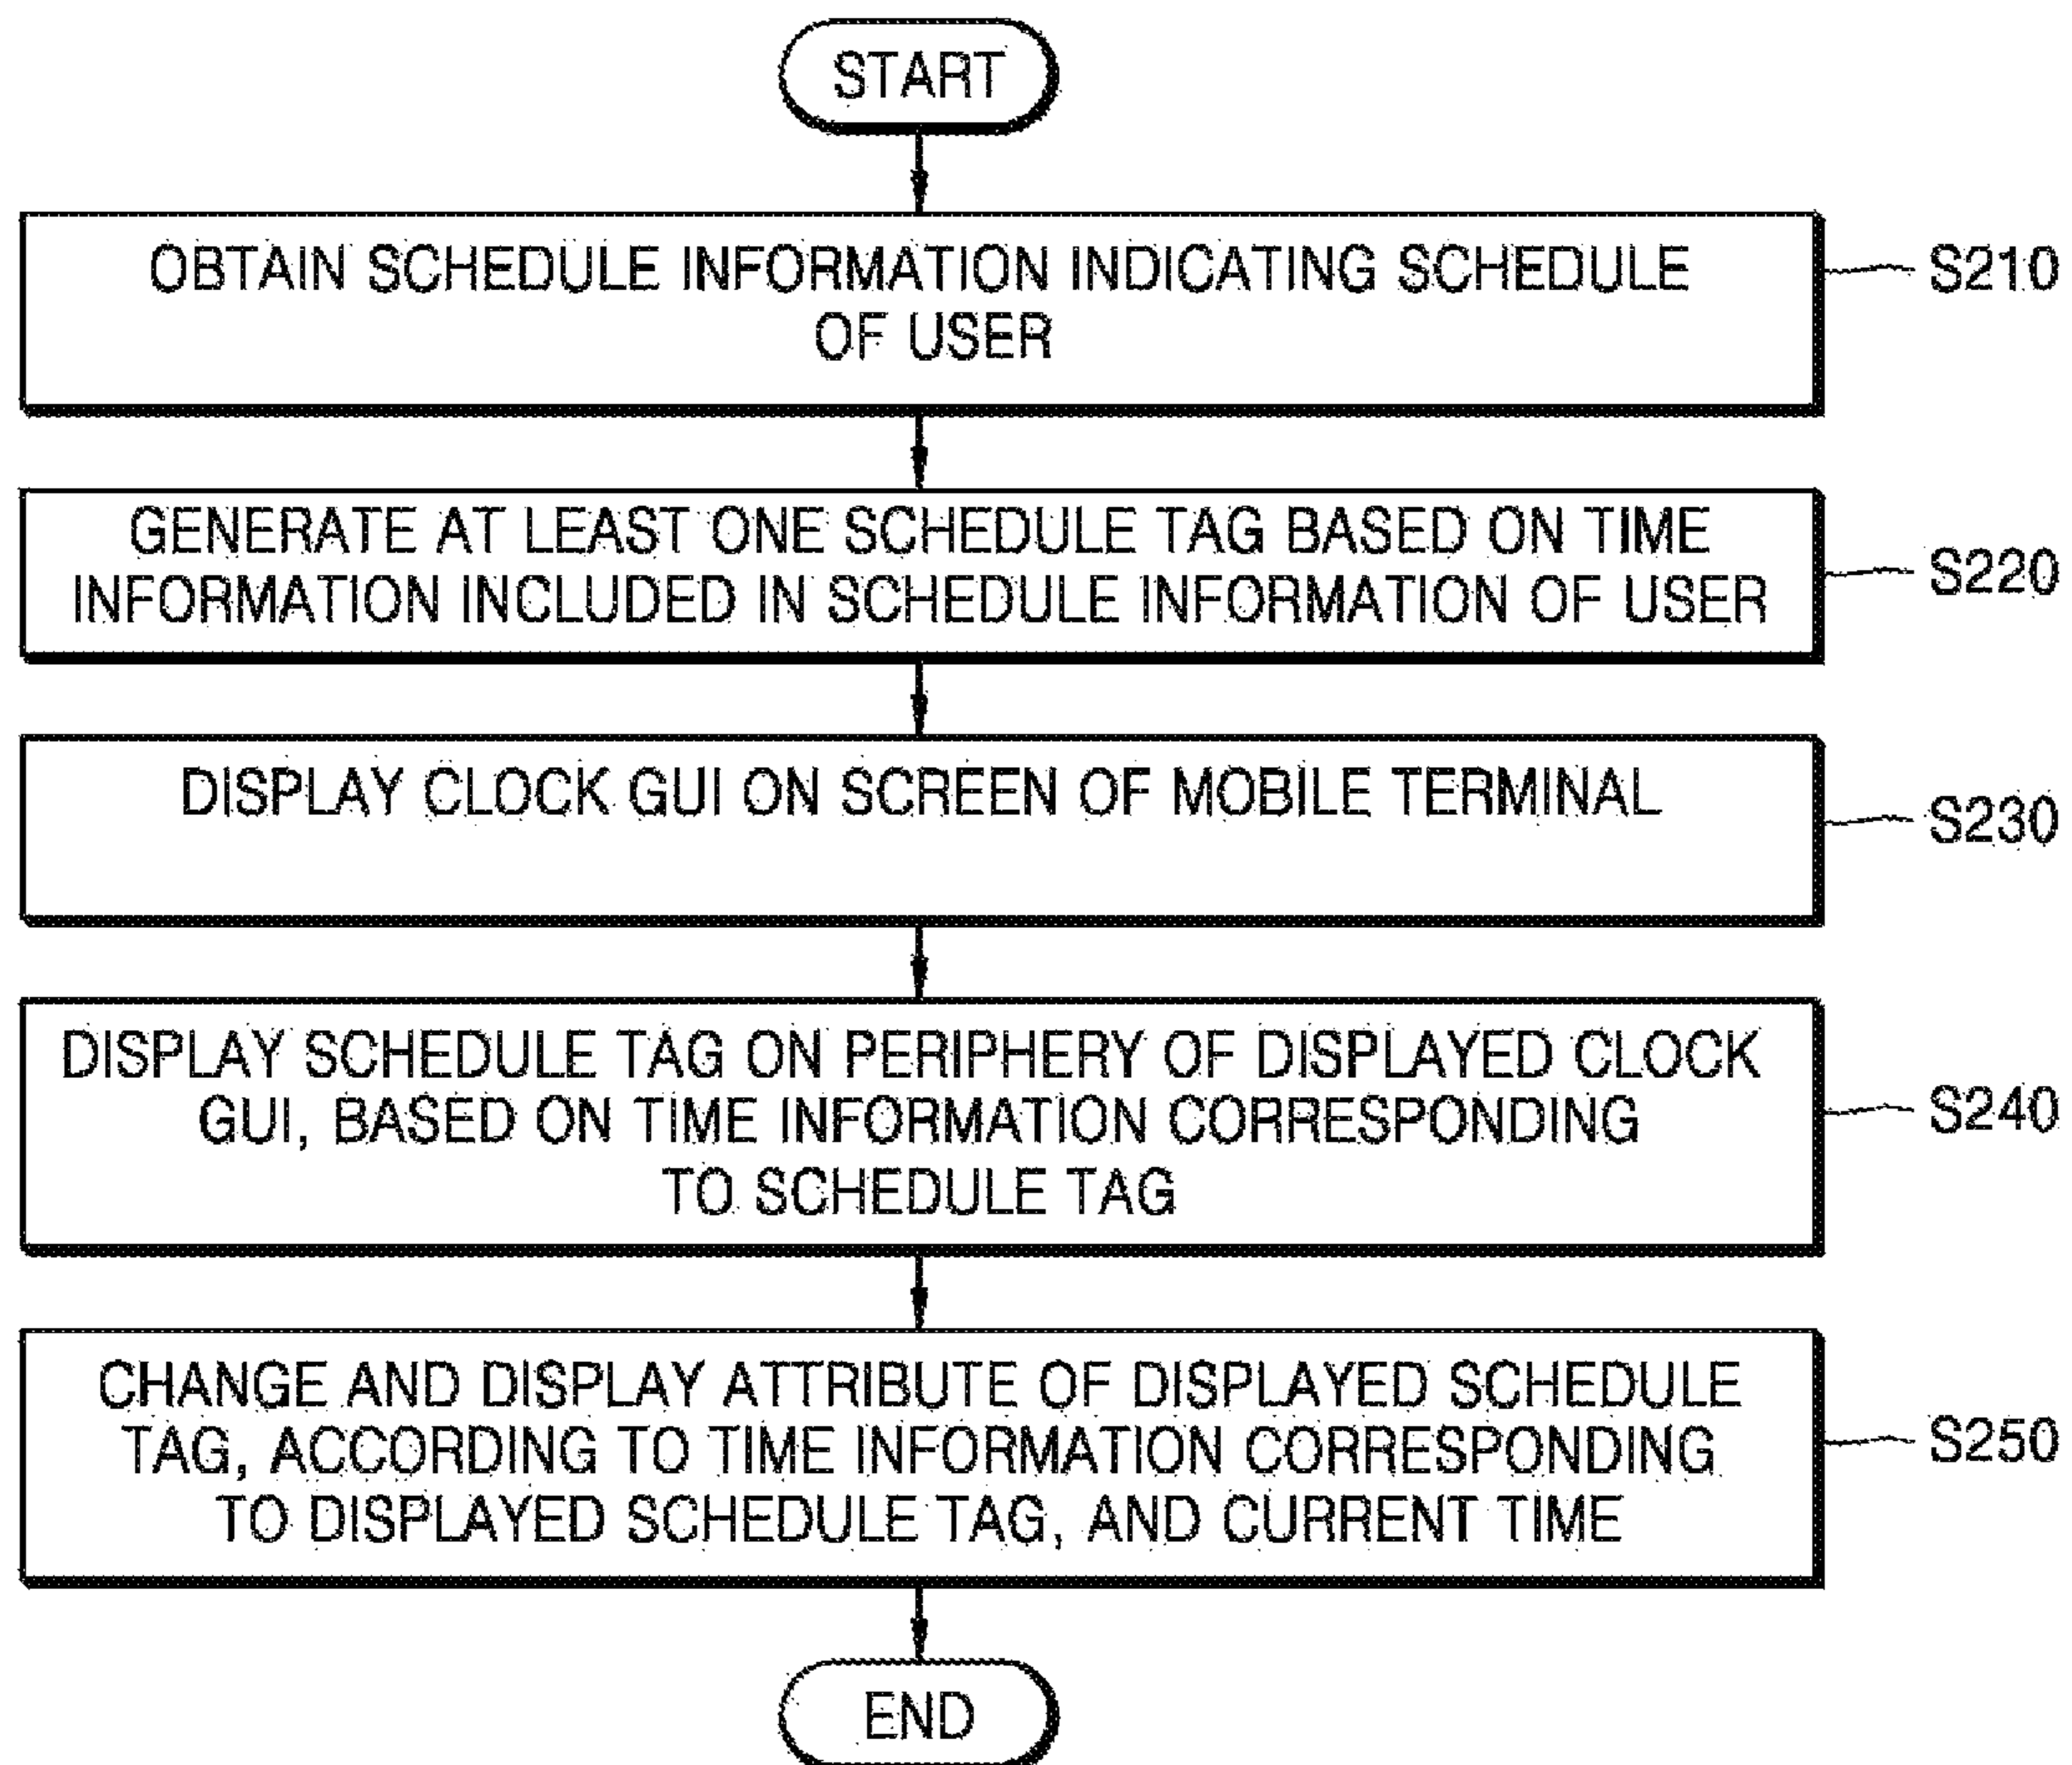 START
OBTAIN SCHEDULE INFORMATION INDICATING SCHEDULE
OF USER
S210
GENERATE AT LEAST ONE SCHEDULE TAG BASED ON TIME
INFORMATION INCLUDED IN SCHEDULE INFORMATION OF USER
S220
DISPLAY CLOCK GUI ON SCREEN OF MOBILE TERMINAL
S230
DISPLAY SCHEDULE TAG ON PERIPHERY OF DISPLAYED CLOCK
GUI, BASED ON TIME INFORMATION CORRESPONDING
TO SCHEDULE TAG
S240
CHANGE AND DISPLAY ATTRIBUTE OF DISPLAYED SCHEDULE
TAG, ACCORDING TO TIME INFORMATION CORRESPONDING
TO DISPLAYED SCHEDULE TAG, AND CURRENT TIME
S250
END